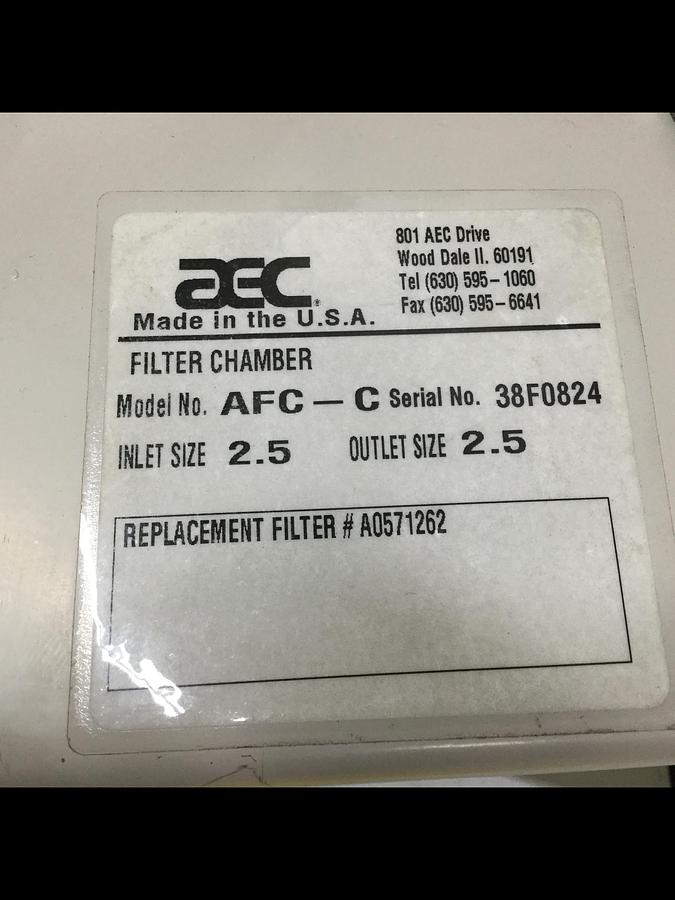 AEC®
Made in the U.S.A.
801 AEC Drive
Wood Dale Il. 60191
Tel (630) 595-1060
Fax (630) 595-6641
FILTER CHAMBER
Model No. AFC - C Serial No. 38F0824
INLET SIZE 2.5 OUTLET SIZE 2.5
REPLACEMENT FILTER # A0571262